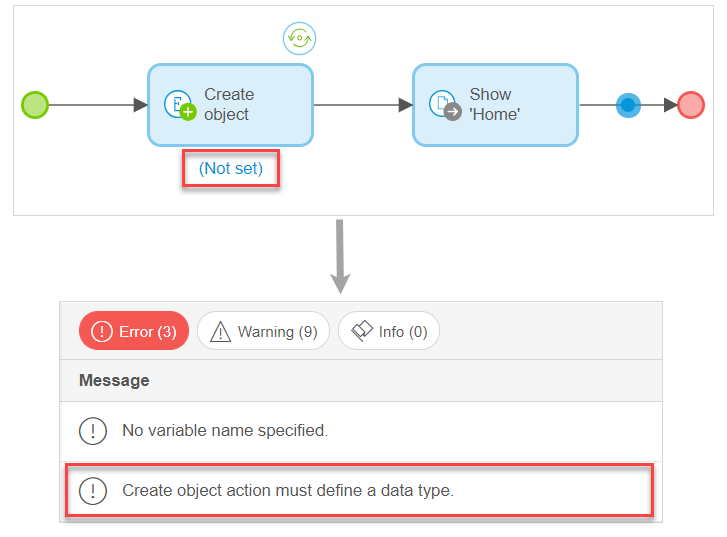 Create
object
Show
'Home'
(Not set)
Error (3)
Warning (9)
Info (0)
Message
No variable name specified.
Create object action must define a data type.